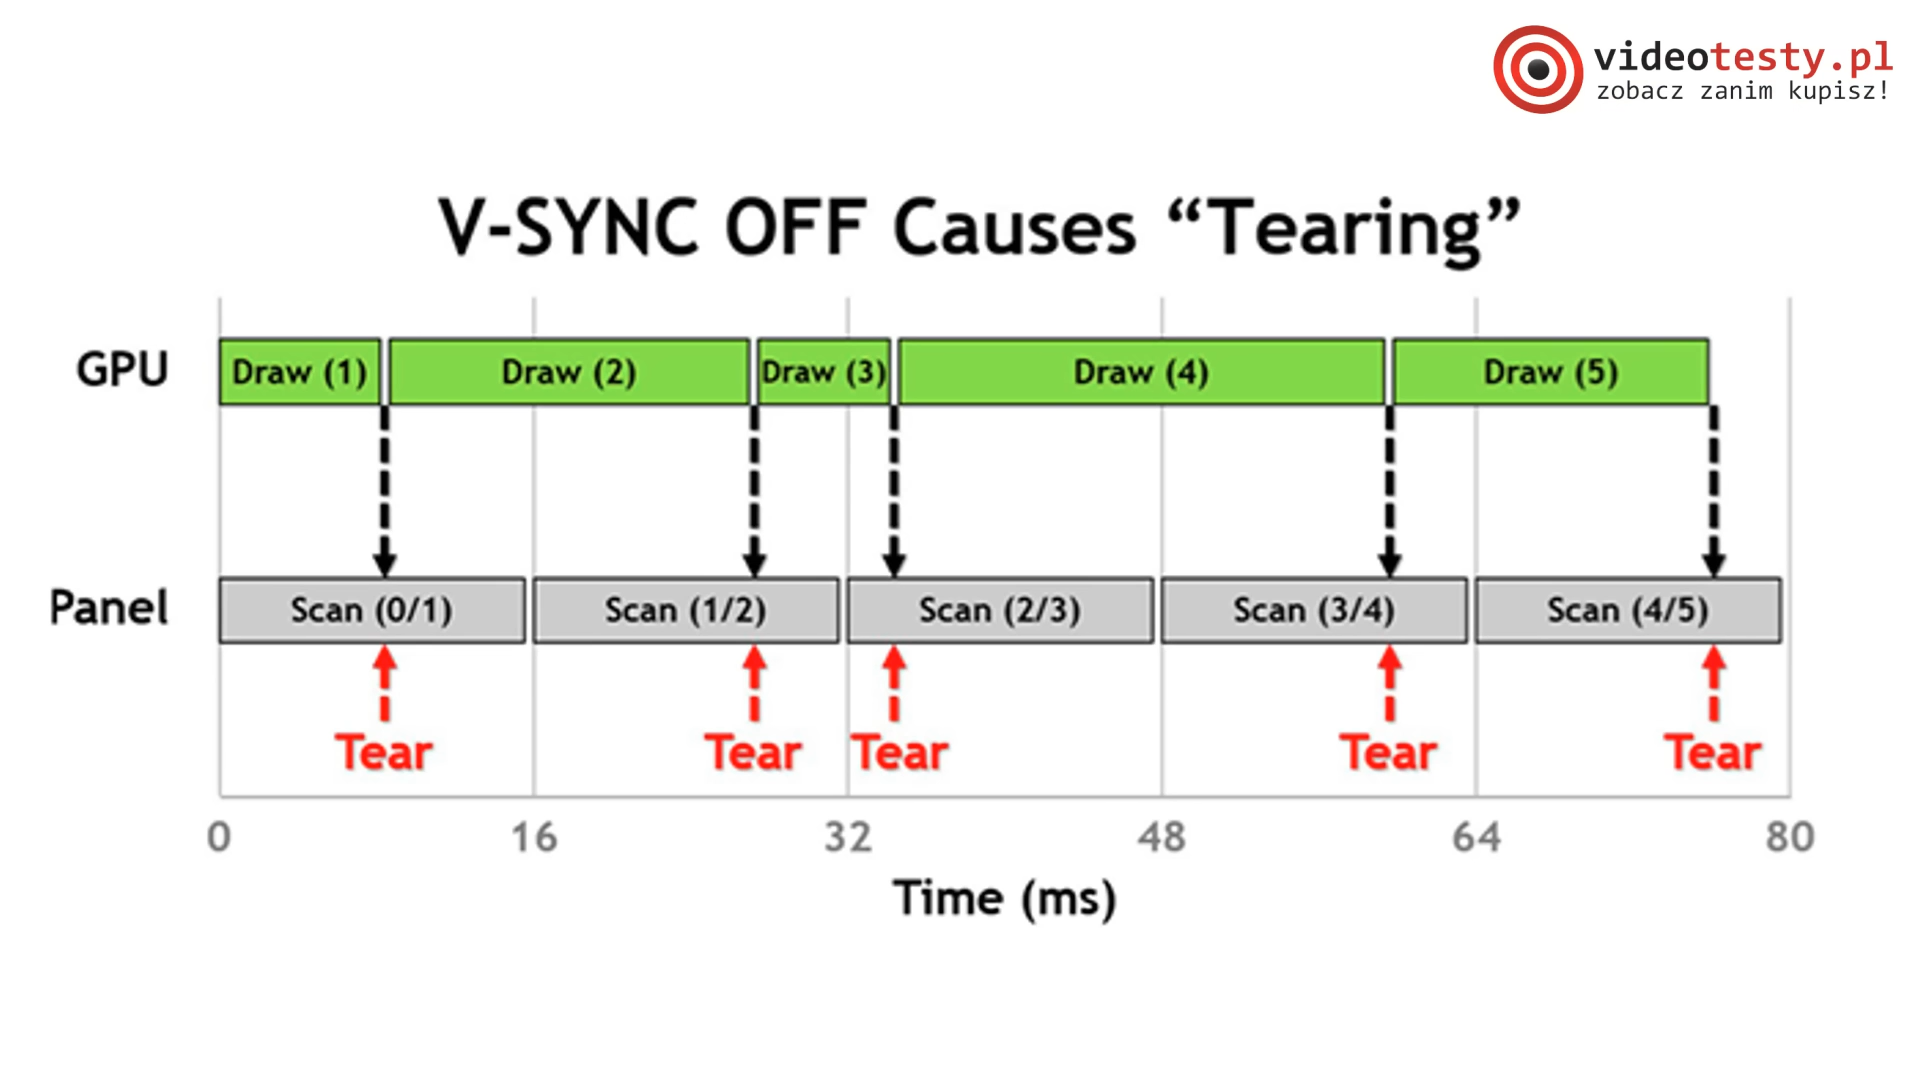 videotesty.pl
zobacz zanim kupisz!
V-SYNC OFF Causes “Tearing”
GPU
Draw (1)
Draw (2)
Draw (3)
Draw (4)
Draw (5)
Panel
Scan (0/1)
Scan (1/2)
Scan (2/3)
Scan (3/4)
Scan (4/5)
Tear
Tear
Tear
Tear
Tear
0
16
32
48
64
80
Time (ms)